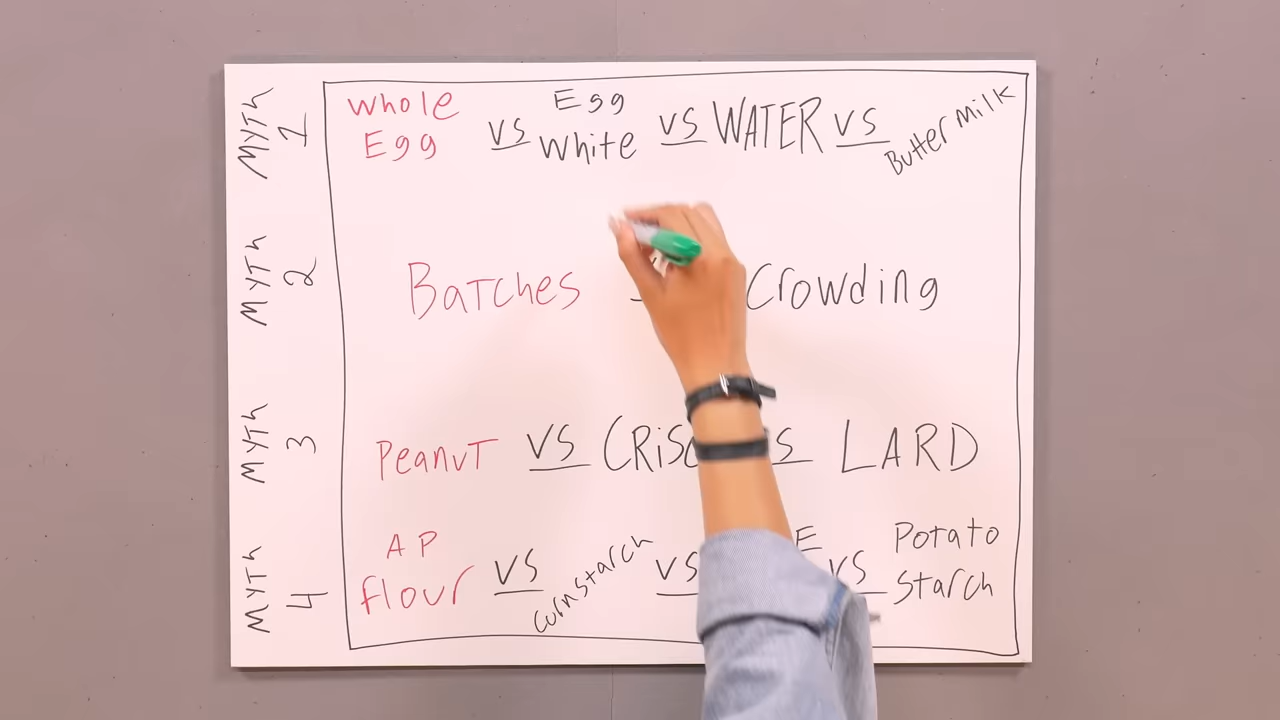 Myth 1
Whole Egg vs Egg White vs WATER vs Butter Milk
Myth 2
Batches Crowding
Myth 3
Peanut vs LARD
Myth 4
AP flour vs cornstarch vs vs Potato Starch